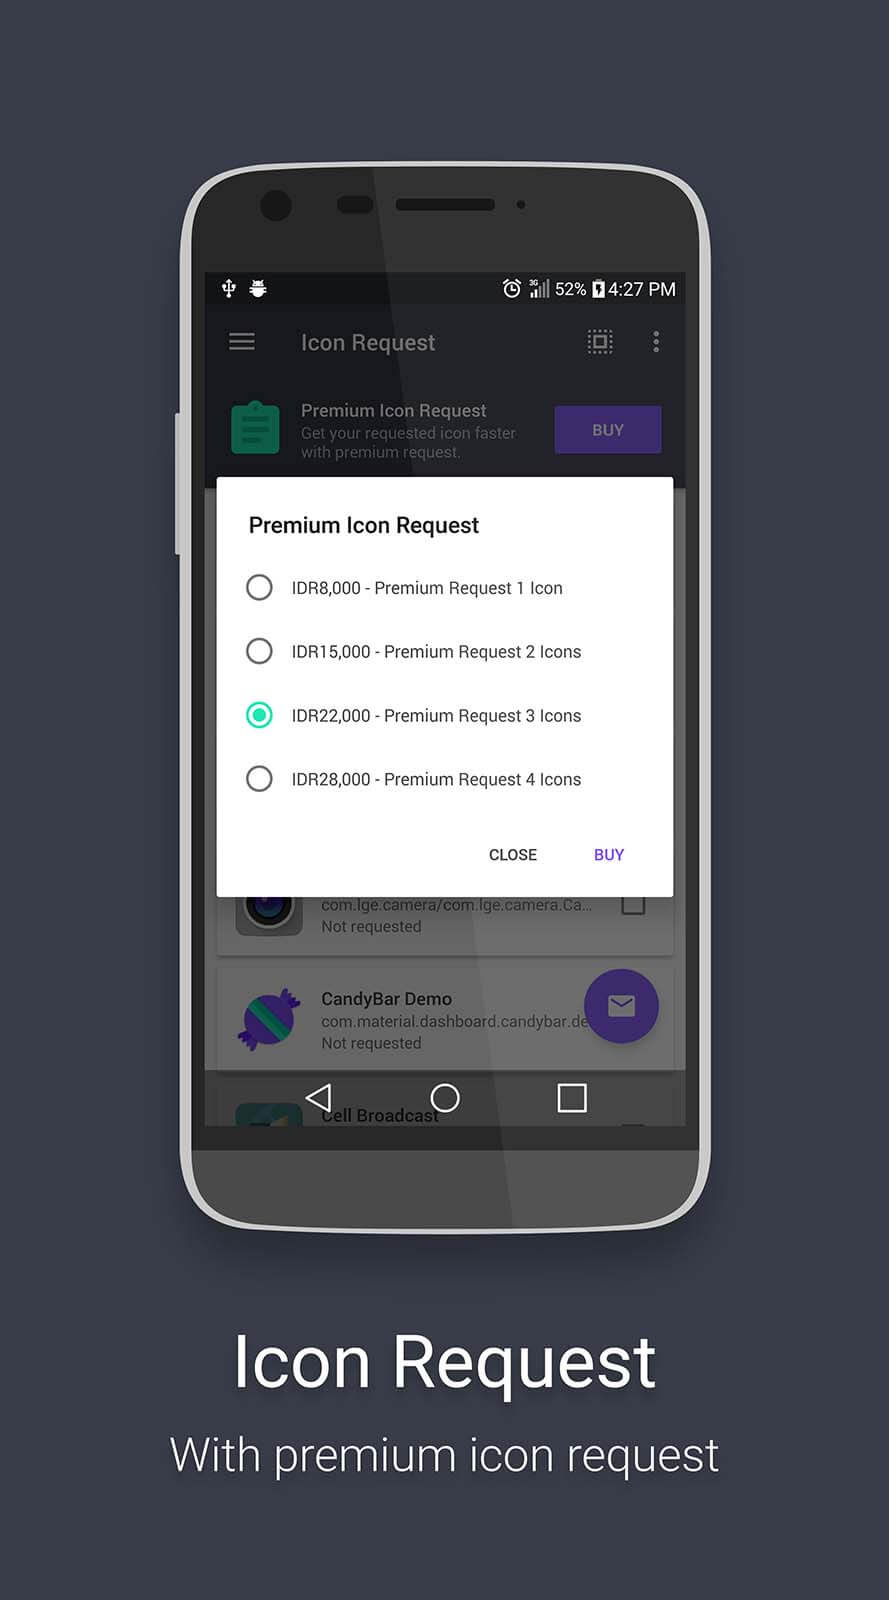 3G 52% 4:27 PM
Icon Request
Premium Icon Request
Get your requested icon faster
with premium request.
BUY
Premium Icon Request
IDR8,000 - Premium Request 1 Icon
IDR15,000 - Premium Request 2 Icons
IDR22,000 - Premium Request 3 Icons
IDR28,000 - Premium Request 4 Icons
CLOSE BUY
com.lge.camera/com.lge.camera.Ca...
Not requested
CandyBar Demo
com.material.dashboard.candybar.de
Not requested
Cell Broadcast
Icon Request
With premium icon request